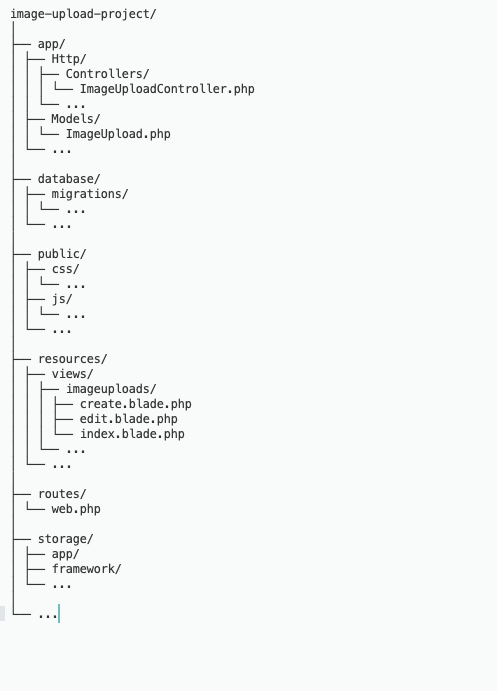 image-upload-project/
│
├── app/
│ ├── Http/
│ │ ├── Controllers/
│ │ │ └── ImageUploadController.php
│ │ └── ...
│ ├── Models/
│ │ └── ImageUpload.php
│ └── ...
│
├── database/
│ ├── migrations/
│ │ └── ...
│ └── ...
│
├── public/
│ ├── css/
│ │ └── ...
│ ├── js/
│ │ └── ...
│ └── ...
│
├── resources/
│ ├── views/
│ │ ├── imageuploads/
│ │ │ ├── create.blade.php
│ │ │ ├── edit.blade.php
│ │ │ └── index.blade.php
│ │ └── ...
│ └── ...
│
├── routes/
│ └── web.php
│
├── storage/
│ ├── app/
│ ├── framework/
│ └── ...
│
└── ...